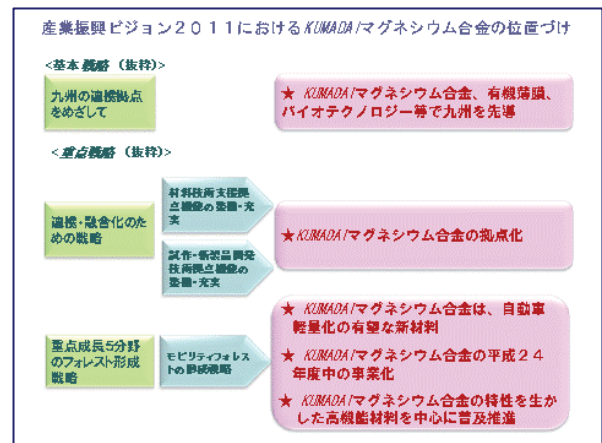 産業振興ビジョン2011におけるKUMADAIマグネシウム合金の位置づけ
<基本戦略（抜粋）>
九州の連携拠点
をめざして
★ KUMADAIマグネシウム合金、有機薄膜、
バイオテクノロジー等で九州を先導
<重点戦略（抜粋）>
連携・融合化のた
めの戦略
材料技術支援拠
点機能の整備・充
実
試作・新製品開発
技術拠点機能の
整備・充実
★KUMADAIマグネシウム合金の拠点化
重点成長5分野
のフォレスト形成
戦略
モビリティフォレス
トの形成戦略
★ KUMADAIマグネシウム合金は、自動車
軽量化の有望な新材料
★ KUMADAIマグネシウム合金の平成24
年度中の事業化
★ KUMADAIマグネシウム合金の特性を生か
した高機能材料を中心に普及推進